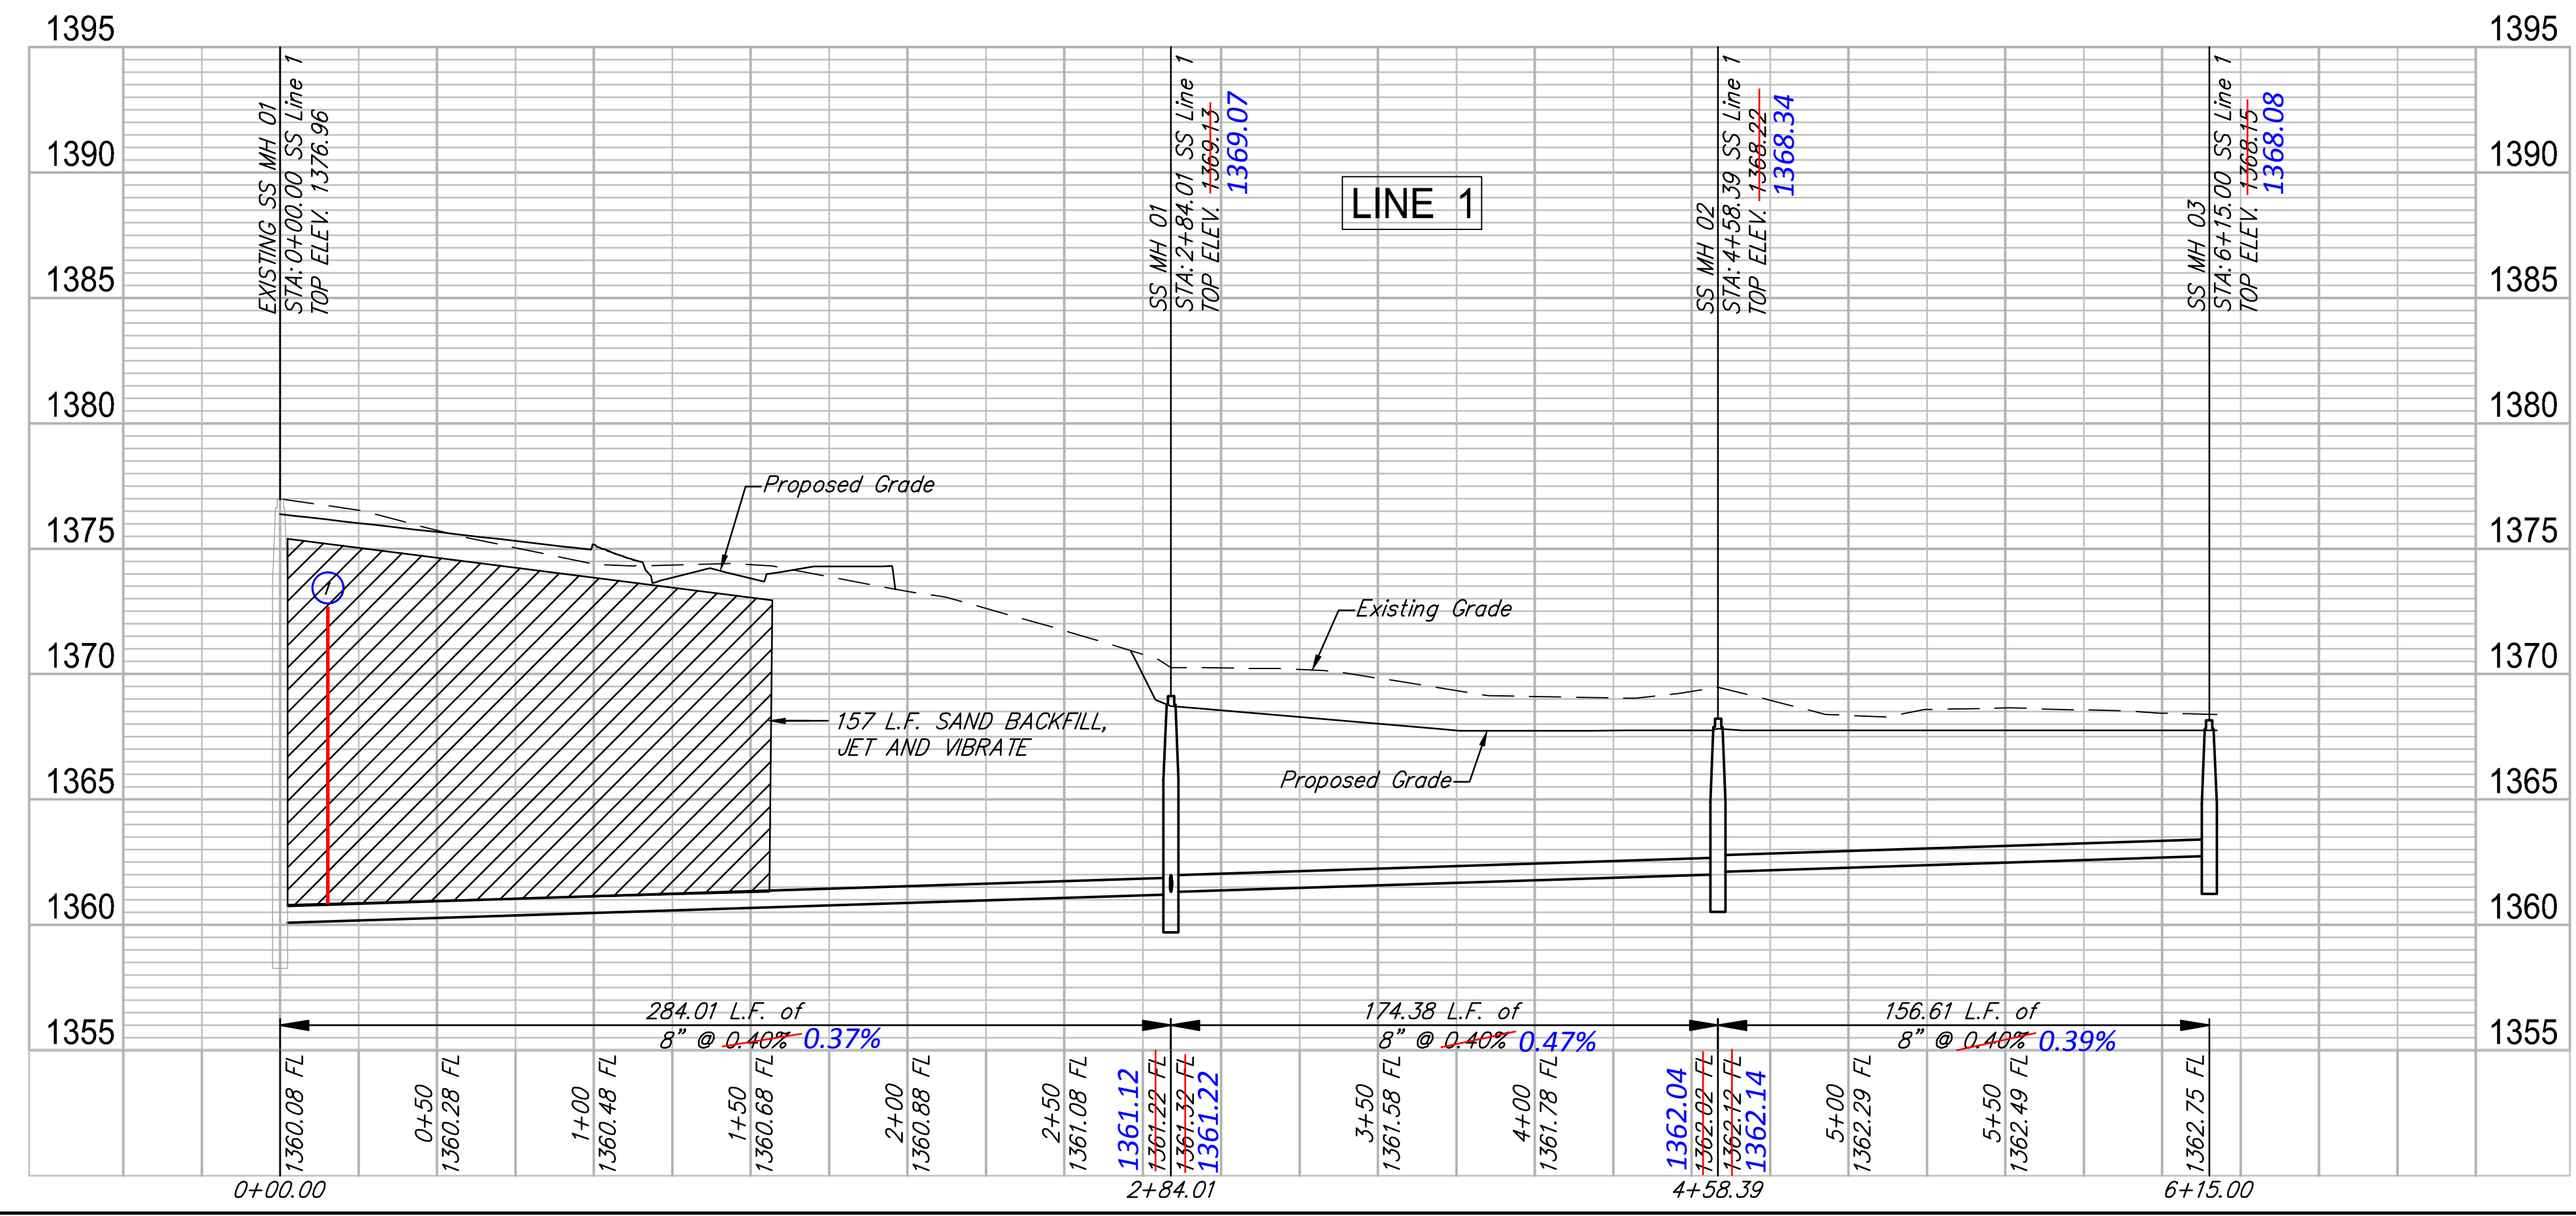 1395
1395
1390
1390
1385
1385
1380
1380
1375
1375
1370
1370
1365
1365
1360
1360
1355
1355
EXISTING SS MH 01
STA: 0+00.00 SS Line 1
TOP ELEV. 1376.96
SS MH 01
STA: 2+84.01 SS Line 1
TOP ELEV. 1369.13
1369.07
LINE 1
SS MH 02
STA: 4+58.39 SS Line 1
TOP ELEV. 1368.22
1368.34
SS MH 03
STA: 6+15.00 SS Line 1
TOP ELEV. 1368.15
1368.08
Proposed Grade
1
Existing Grade
157 L.F. SAND BACKFILL,
JET AND VIBRATE
Proposed Grade
284.01 L.F. of
8" @ 0.40% 0.37%
174.38 L.F. of
8" @ 0.40% 0.47%
156.61 L.F. of
8" @ 0.40% 0.39%
1360.08 FL
0+50
1360.28 FL
1+00
1360.48 FL
1+50
1360.68 FL
2+00
1360.88 FL
2+50
1361.08 FL
1361.12
1361.22 FL
1361.32 FL
1361.22
3+50
1361.58 FL
4+00
1361.78 FL
1362.04
1362.02 FL
1362.12 FL
1362.14
5+00
1362.29 FL
5+50
1362.49 FL
1362.75 FL
0+00.00
2+84.01
4+58.39
6+15.00